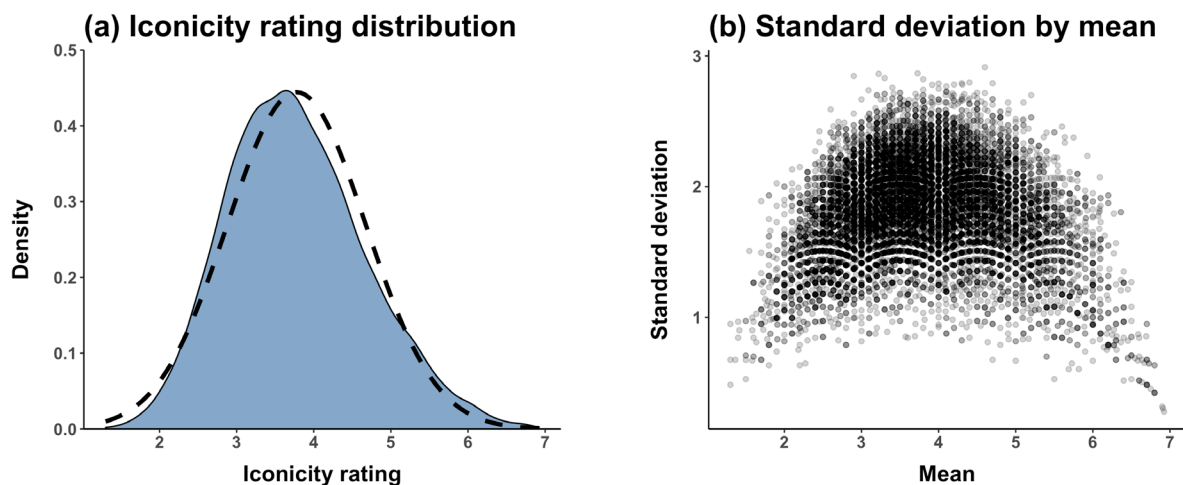 (a) Iconicity rating distribution
0.5
0.4
0.3
0.2
0.1
0.0
Density
2 3 4 5 6 7
Iconicity rating
(b) Standard deviation by mean
3
2
1
Standard deviation
2 3 4 5 6 7
Mean